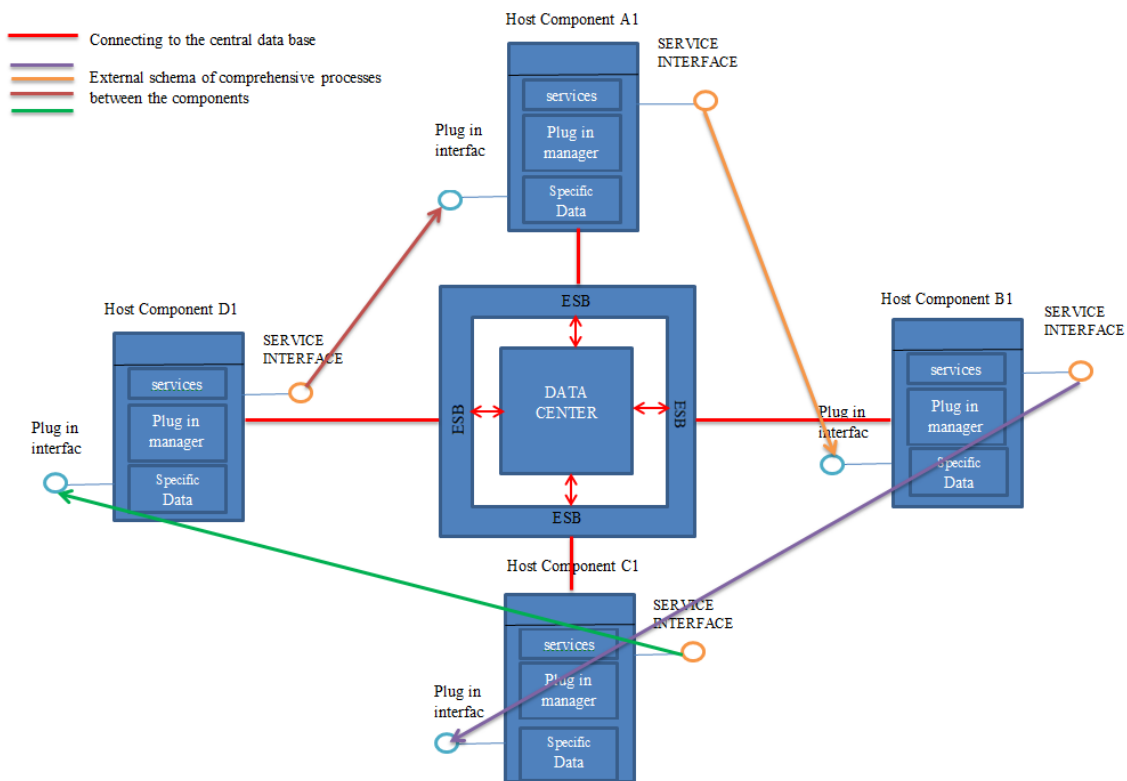 Connecting to the central data base
External schema of comprehensive processes
between the components
Host Component A1
SERVICE
INTERFACE
services
Plug in
manager
Specific
Data
Plug in
interfac
Host Component D1
SERVICE
INTERFACE
services
Plug in
manager
Specific
Data
Plug in
interfac
ESB
ESB
DATA
CENTER
ESB
ESB
Host Component B1
SERVICE
INTERFACE
services
Plug in
manager
Specific
Data
Plug in
interfac
Host Component C1
SERVICE
INTERFACE
services
Plug in
manager
Specific
Data
Plug in
interfac